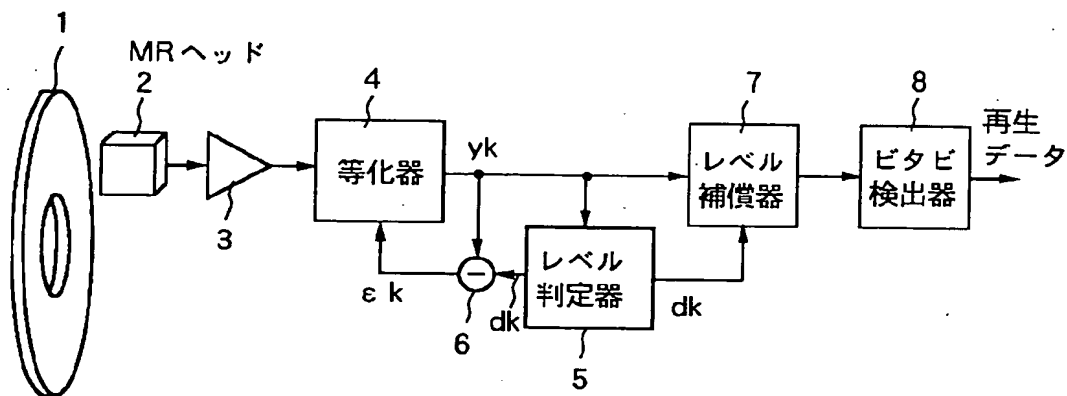 1
MRヘッド
2
3
4
等化器
yk
εk
6
dk
レベル
判定器
5
dk
7
レベル
補償器
8
ビタビ
検出器
再生
データ